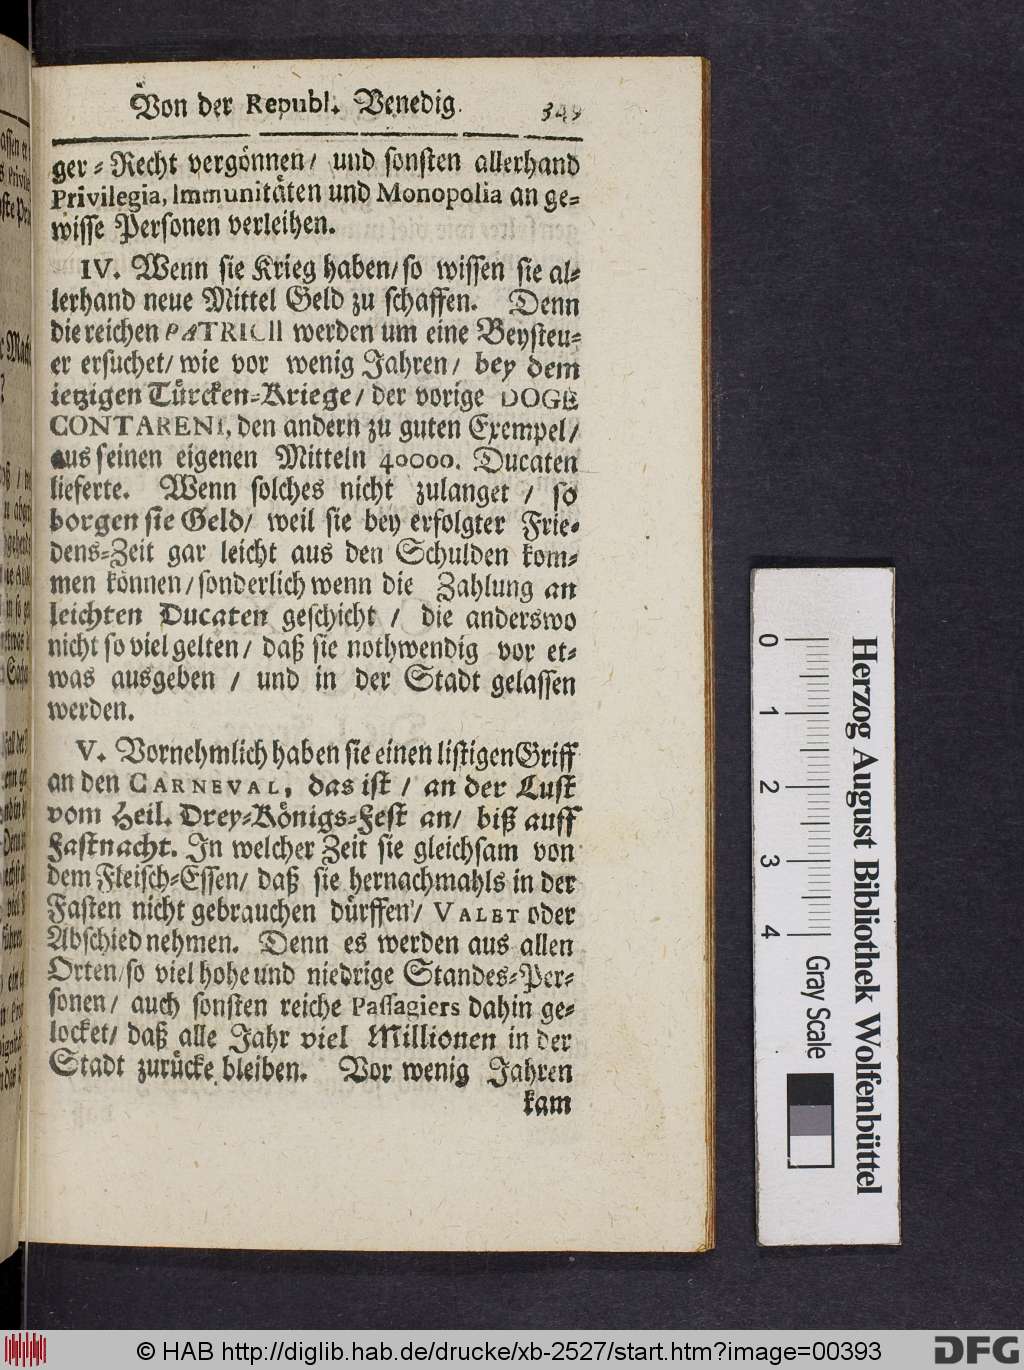 Von der Republ. Venedig. 349
ger-Recht vergönnen/ und sonsten allerhand
Privilegia, Immunitäten und Monopolia an ge-
wisse Personen verleihen.
IV. Wenn sie Krieg haben/ so wissen sie al-
lerhand neue Mittel Geld zu schaffen. Denn
die reichen PATRICII werden um eine Beysteu-
er ersuchet/ wie vor wenig Jahren/ bey dem
ietzigen Türcken-Kriege/ der vorige DOGE
CONTARENI, den andern zu guten Exempel/
aus seinen eigenen Mitteln 40000. Ducaten
lieferte. Wenn solches nicht zulanget / so
borgen sie Geld/ weil sie bey erfolgter Frie-
dens-Zeit gar leicht aus den Schulden kom-
men können/ sonderlich wenn die Zahlung an
leichten Ducaten geschicht / die anderswo
nicht so viel gelten/ daß sie nothwendig vor et-
was ausgeben / und in der Stadt gelassen
werden.
V. Vornehmlich haben sie einen listigen Griff
an den CARNEVAL, das ist / an der Lust
vom Heil. Drey-Königs-Fest an/ biß auff
Fastnacht. In welcher Zeit sie gleichsam von
dem Fleisch-Essen/ daß sie hernachmahls in der
Fasten nicht gebrauchen dürffen/ VALET oder
Abschied nehmen. Denn es werden aus allen
Orten/ so viel hohe und niedrige Standes-Per-
sonen/ auch sonsten reiche Passagiers dahin ge-
locket/ daß alle Jahr viel Millionen in der
Stadt zurücke bleiben. Vor wenig Jahren
kam
0 1 2 3 4 Gray Scale
Herzog August Bibliothek Wolfenbüttel
© HAB http://diglib.hab.de/drucke/xb-2527/start.htm?image=00393
DFG